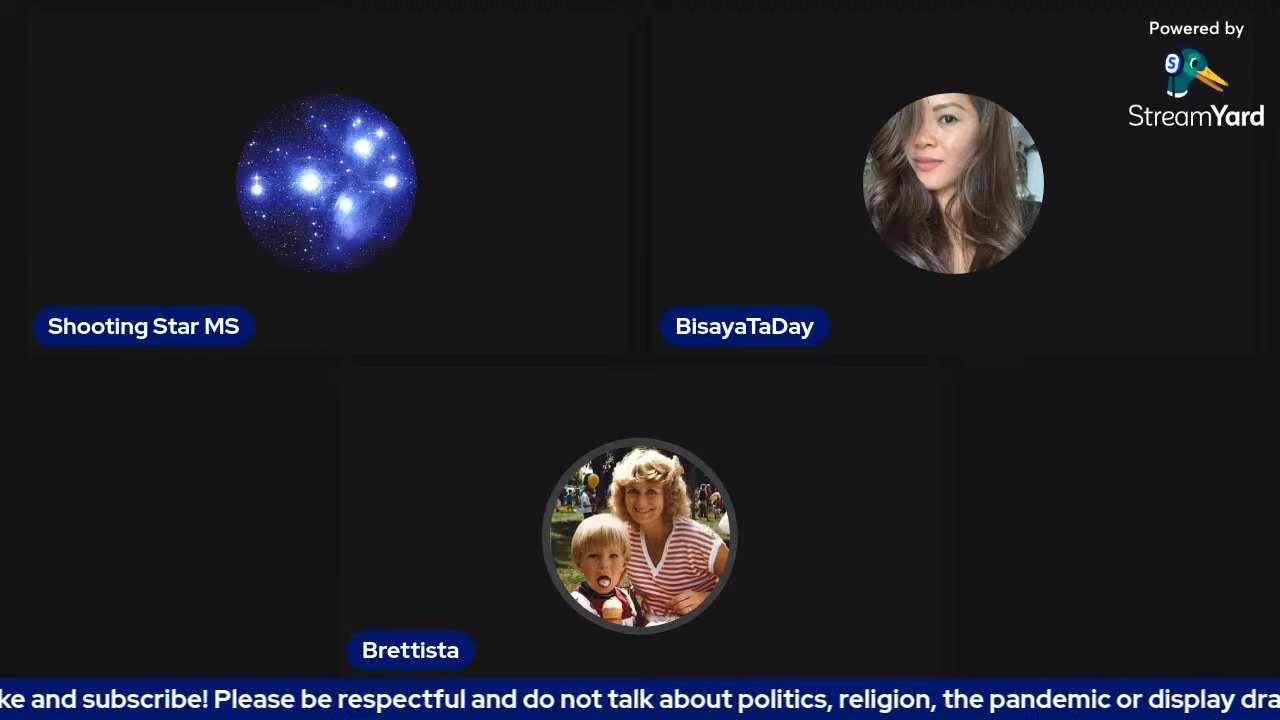 Powered by
StreamYard
Shooting Star MS
BisayaTaDay
Brettista
ke and subscribe! Please be respectful and do not talk about politics, religion, the pandemic or display dra